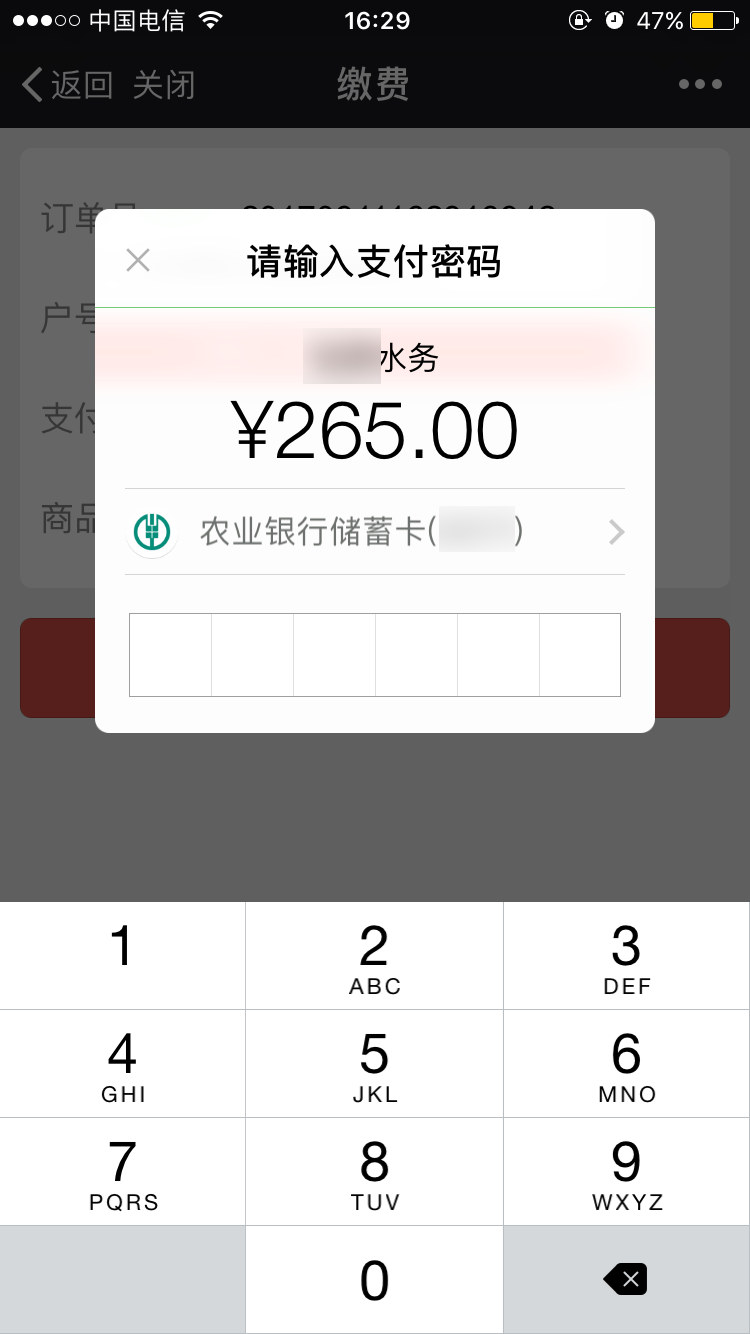 中国电信 16:29 47%
返回 关闭 缴费
订单号
请输入支付密码
户号
水务
支付
¥265.00
商品
农业银行储蓄卡( )
1
2 ABC
3 DEF
4 GHI
5 JKL
6 MNO
7 PQRS
8 TUV
9 WXYZ
0